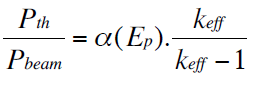 P_th / P_beam = α(E_p). k_eff / k_eff − 1